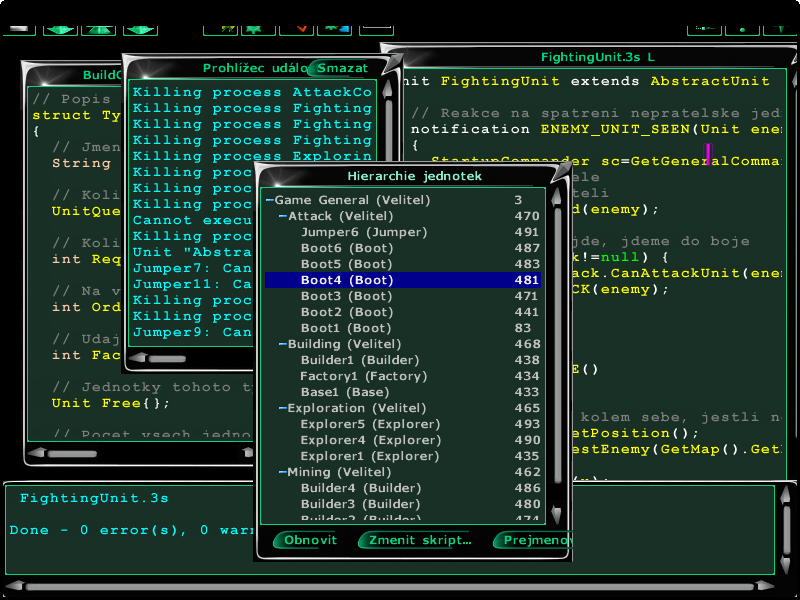 FightingUnit.3s L
nit FightingUnit extends AbstractUnit
// Reakce na spatreni nepratelske jed
notification ENEMY_UNIT_SEEN(Unit ene
{
StartupCommander sc=GetGeneralComma
ele
teli
d(enemy);
jde, jdeme do boje
k!=null) {
ack.CanAttackUnit(ene
CK(enemy);
E()
kolem sebe, jestli n
etPosition();
estEnemy(GetMap().Get
Build
// Popis
struct Ty
{
// Jmen
String
// Koli
UnitQue
// Koli
int Req
// Na v
int Ord
// Udaj
int Fac
// Jednotky tohoto t
Unit Free{};
// Pocet vsech jedno
Prohlížec událo
Smazat
Killing process AttackCo
Killing process Fighting
Killing process Fighting
Killing process Fighting
Killing process Explorin
Killing proc
Killing proc
Killing proc
Cannot execu
Killing proc
Unit "Abstra
Jumper7: Can
Jumper11: Ca
Killing proc
Killing proc
Jumper9: Can
Hierarchie jednotek
Game General (Velitel) 3
Attack (Velitel) 470
Jumper6 (Jumper) 491
Boot6 (Boot) 487
Boot5 (Boot) 483
Boot4 (Boot) 481
Boot3 (Boot) 471
Boot2 (Boot) 441
Boot1 (Boot) 83
Building (Velitel) 468
Builder1 (Builder) 438
Factory1 (Factory) 434
Base1 (Base) 433
Exploration (Velitel) 465
Explorer5 (Explorer) 493
Explorer4 (Explorer) 490
Explorer1 (Explorer) 435
Mining (Velitel) 462
Builder4 (Builder) 486
Builder3 (Builder) 480
Builder2 (Builder) 474
Obnovit
Zmenit skript...
Prejmenov
FightingUnit.3s
Done - 0 error(s), 0 warn